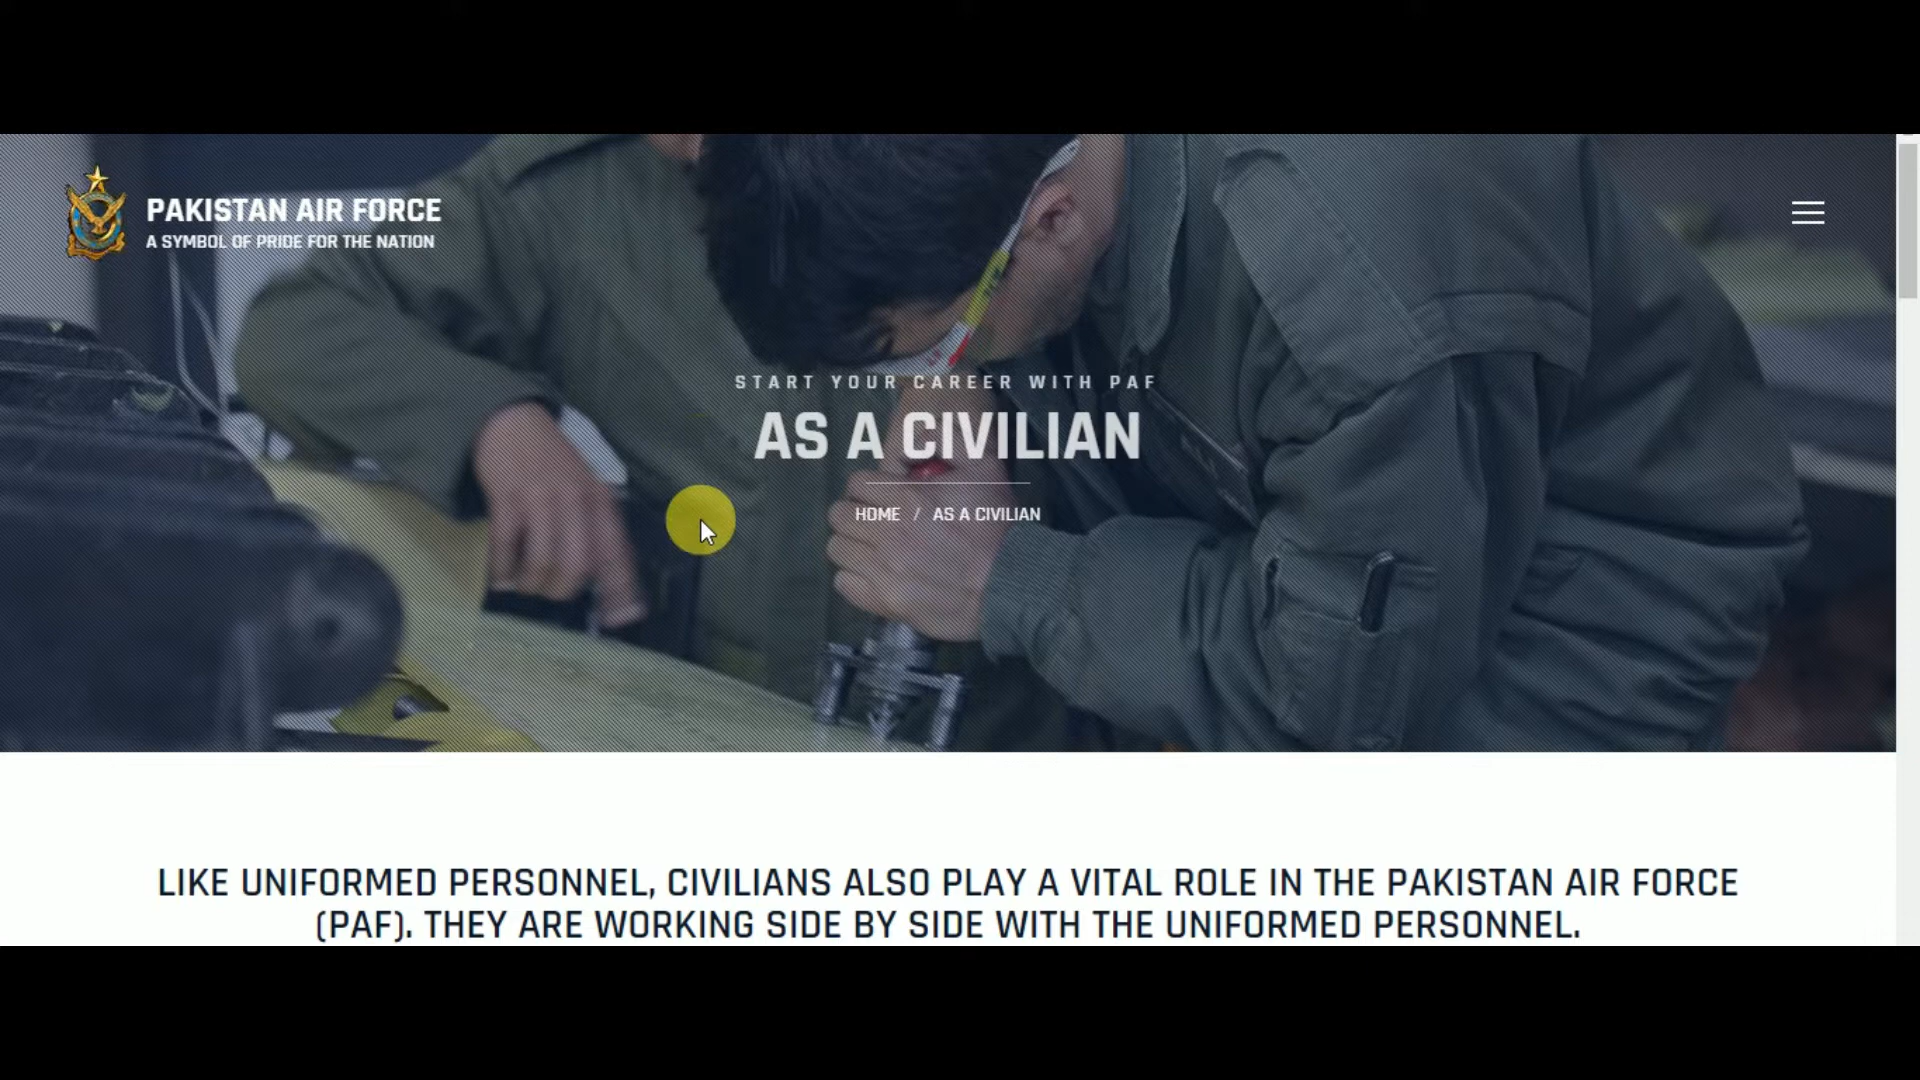 PAKISTAN AIR FORCE
A SYMBOL OF PRIDE FOR THE NATION
START YOUR CAREER WITH PAF
AS A CIVILIAN
HOME / AS A CIVILIAN
LIKE UNIFORMED PERSONNEL, CIVILIANS ALSO PLAY A VITAL ROLE IN THE PAKISTAN AIR FORCE
(PAF). THEY ARE WORKING SIDE BY SIDE WITH THE UNIFORMED PERSONNEL.